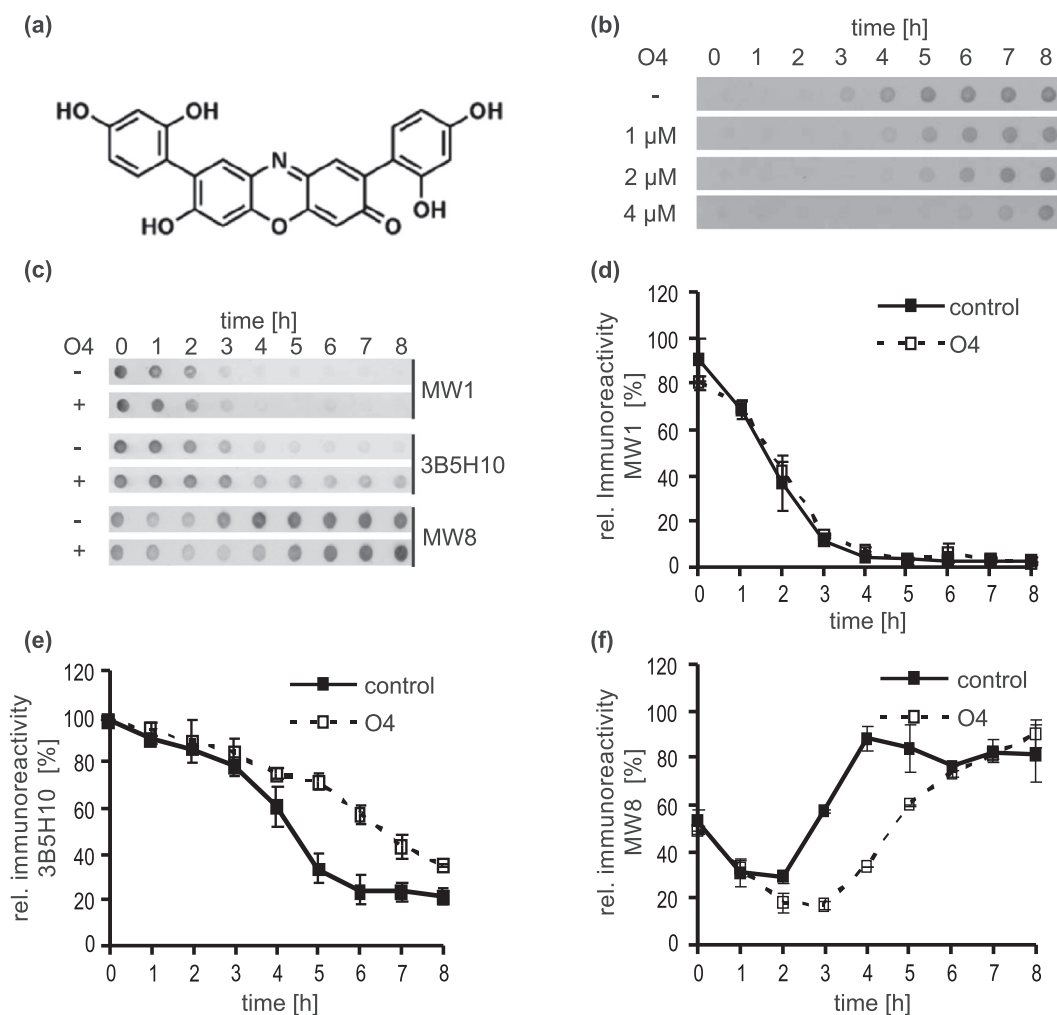 (a)
HO
OH
N
HO
O
O
OH
OH
(b)
time [h]
O4 0 1 2 3 4 5 6 7 8
-
1 µM
2 µM
4 µM
(c)
time [h]
O4 0 1 2 3 4 5 6 7 8
-
+
MW1
-
+
3B5H10
-
+
MW8
(d)
rel. Immunoreactivity
MW1 [%]
120
100
80
60
40
20
0
control
O4
0 1 2 3 4 5 6 7 8
time [h]
(e)
rel. immunoreactivity
3B5H10 [%]
120
100
80
60
40
20
0
control
O4
0 1 2 3 4 5 6 7 8
time [h]
(f)
rel. immunoreactivity
MW8 [%]
120
100
80
60
40
20
0
control
O4
0 1 2 3 4 5 6 7 8
time [h]